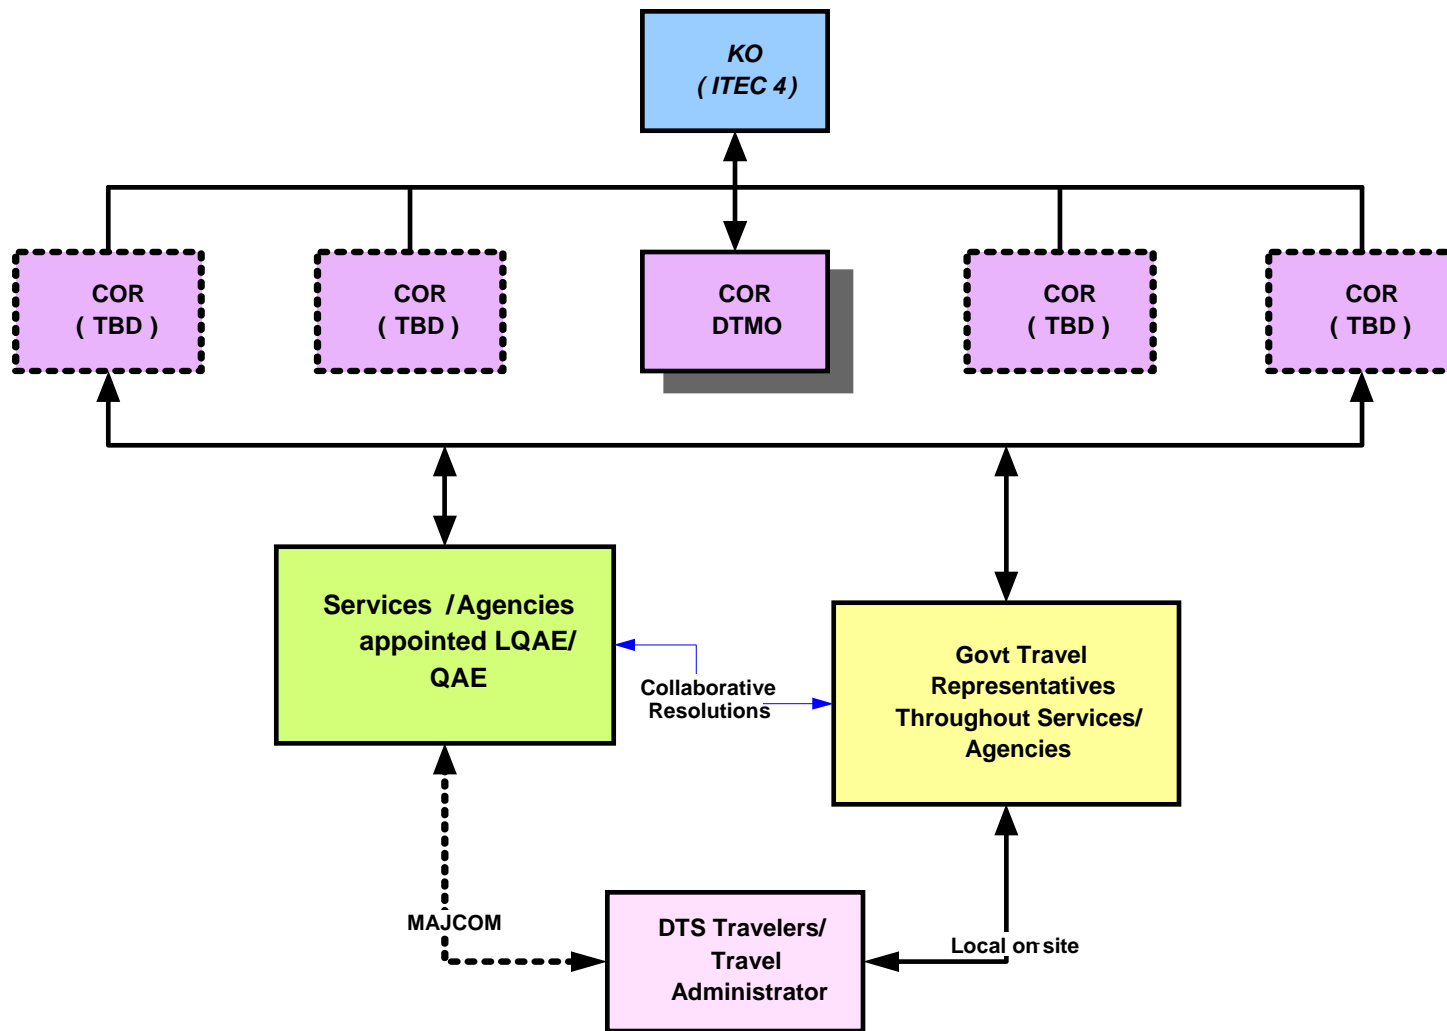 KO
( ITEC 4)
COR
( TBD )
COR
( TBD )
COR
DTMO
COR
( TBD )
COR
( TBD )
Services /Agencies
appointed LQAE/
QAE
Collaborative
Resolutions
Govt Travel
Representatives
Throughout Services/
Agencies
MAJCOM
DTS Travelers/
Travel
Administrator
Local on-site